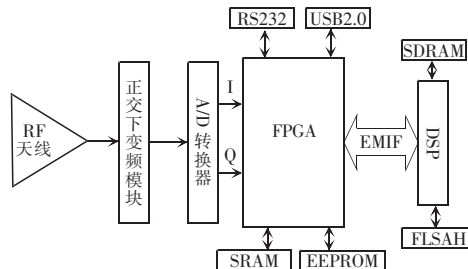 RS232
USB2.0
SDRAM
RF
天线
正交下变频模块
A/D转换器
I
Q
FPGA
EMIF
DSP
SRAM
EEPROM
FLSAH